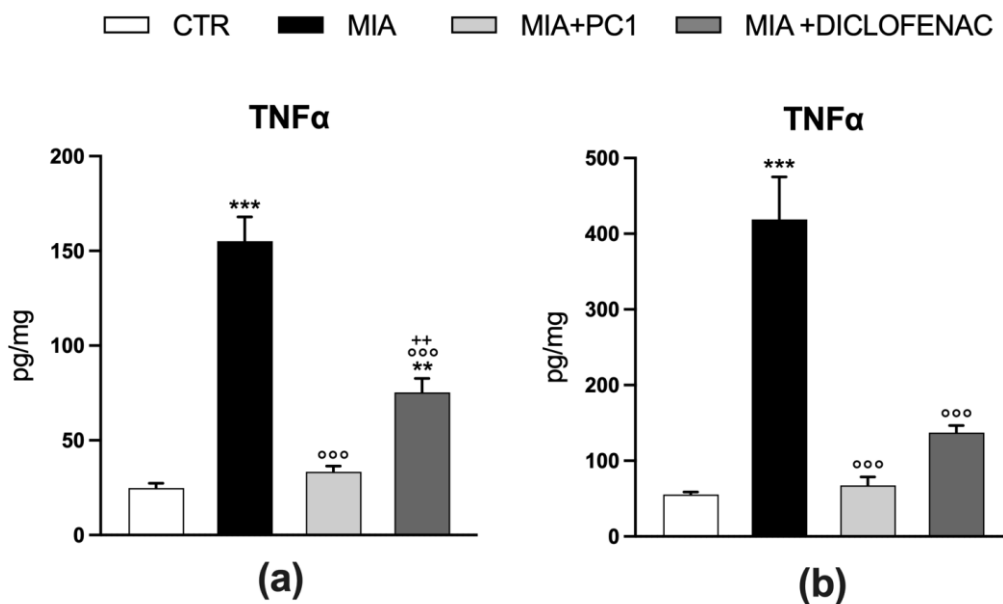 CTR MIA MIA+PC1 MIA +DICLOFENAC
TNFα
200
150
100
50
0
pg/mg
***
°°°
++
°°°
**
(a)
TNFα
500
400
300
200
100
0
pg/mg
***
°°°
°°°
(b)